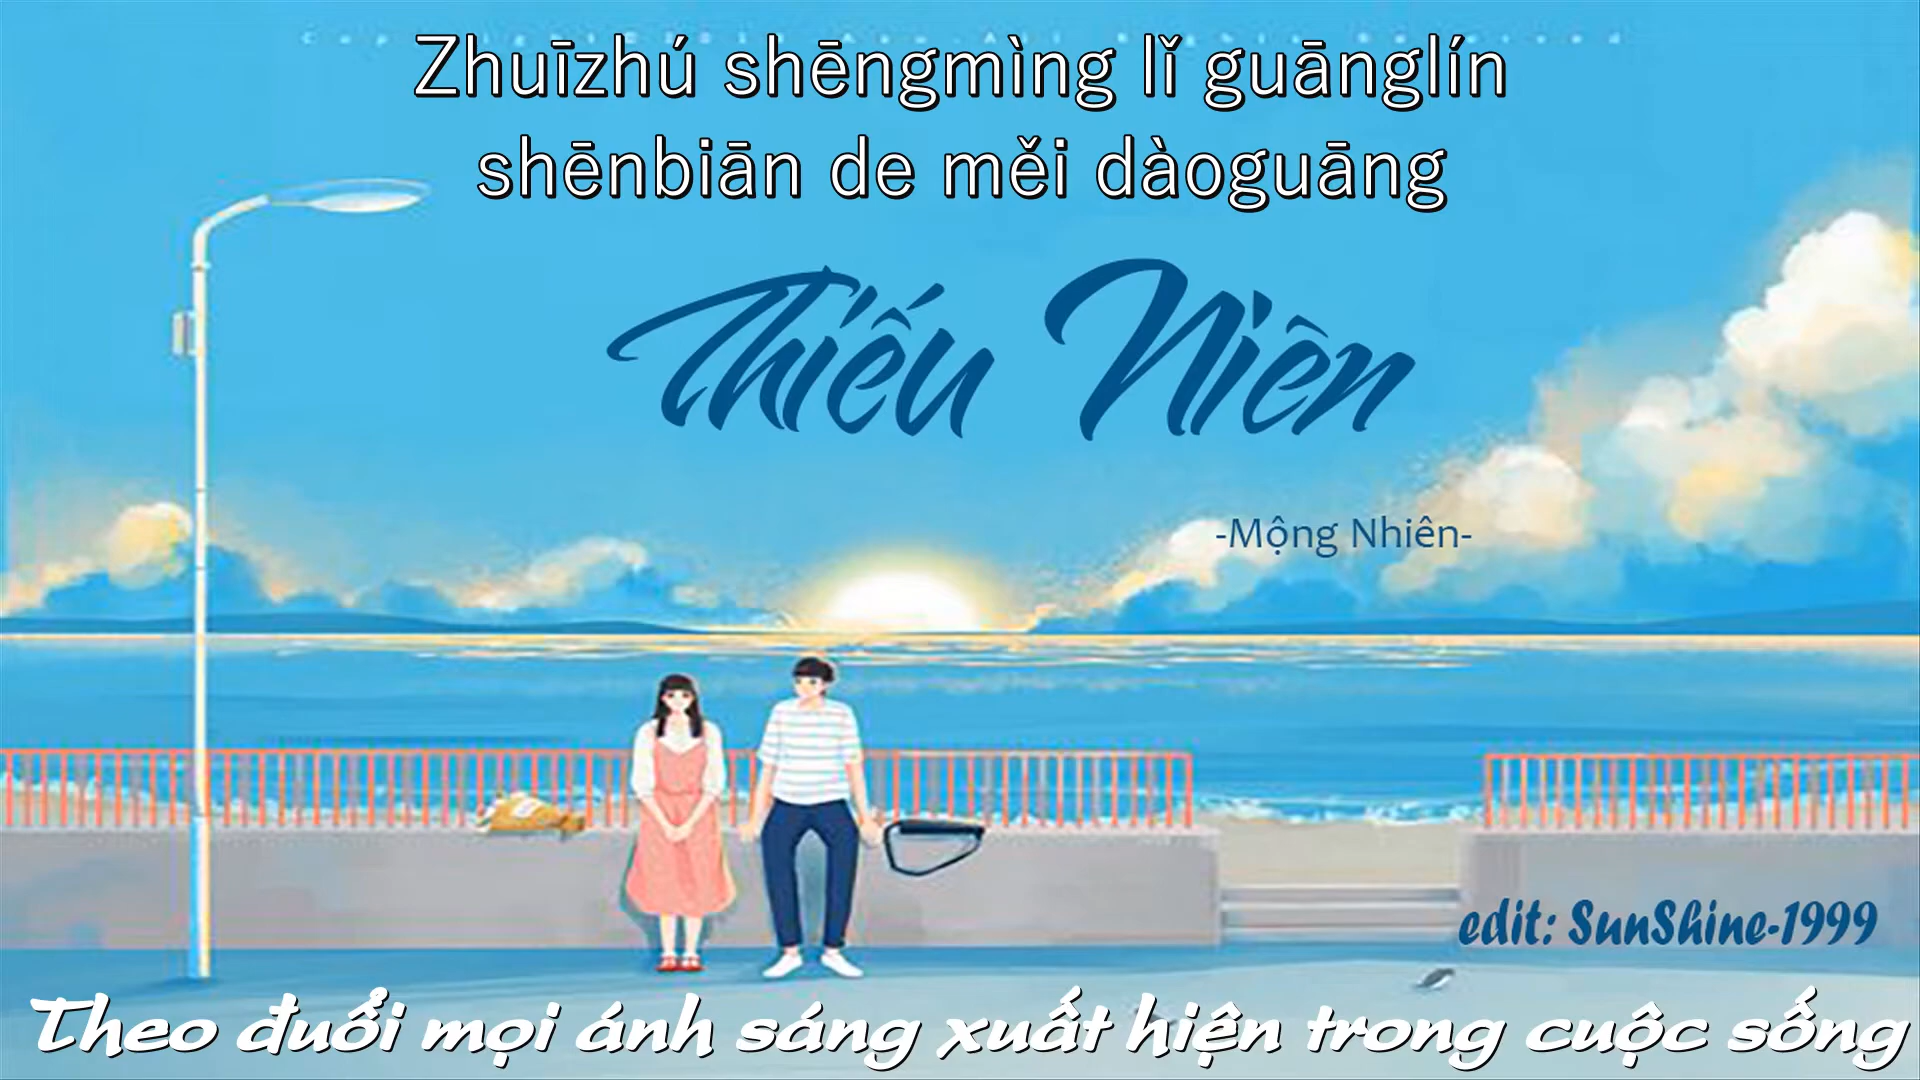 Zhuīzhú shēngmìng lǐ guānglín
shēnbiān de měi dàoguāng
Thiếu Niên
-Mộng Nhiên-
edit: SunShine-1999
Theo đuổi mọi ánh sáng xuất hiện trong cuộc sống